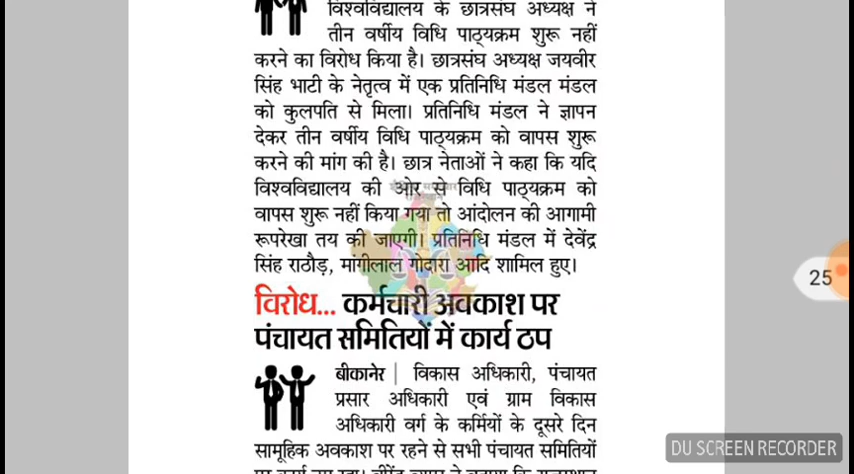 विश्वविद्यालय के छात्रसंघ अध्यक्ष ने
तीन वर्षीय विधि पाठ्यक्रम शुरू नहीं
करने का विरोध किया है। छात्रसंघ अध्यक्ष जयवीर
सिंह भाटी के नेतृत्व में एक प्रतिनिधि मंडल मंडल
को कुलपति से मिला। प्रतिनिधि मंडल ने ज्ञापन
देकर तीन वर्षीय विधि पाठ्यक्रम को वापस शुरू
करने की मांग की है। छात्र नेताओं ने कहा कि यदि
विश्वविद्यालय की ओर से विधि पाठ्यक्रम को
वापस शुरू नहीं किया गया तो आंदोलन की आगामी
रूपरेखा तय की जाएगी। प्रतिनिधि मंडल में देवेंद्र
सिंह राठौड़, मांगीलाल गोदारा आदि शामिल हुए।
25
विरोध... कर्मचारी अवकाश पर
पंचायत समितियों में कार्य ठप
बीकानेर | विकास अधिकारी, पंचायत
प्रसार अधिकारी एवं ग्राम विकास
अधिकारी वर्ग के कर्मियों के दूसरे दिन
सामूहिक अवकाश पर रहने से सभी पंचायत समितियों
DU SCREEN RECORDER